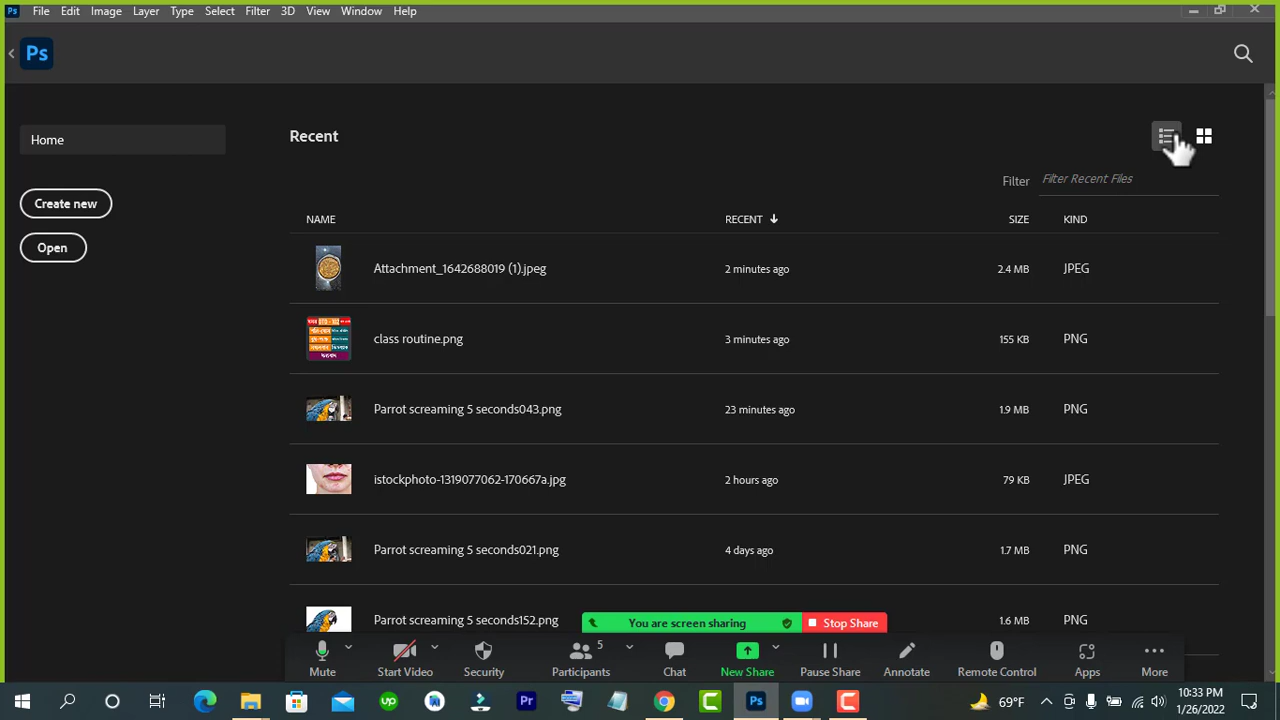 Ps File Edit Image Layer Type Select Filter 3D View Window Help
Ps
Home
Recent
Create new
Open
Filter Filter Recent Files
NAME RECENT SIZE KIND
Attachment_1642688019 (1).jpeg 2 minutes ago 2.4 MB JPEG
class routine.png 3 minutes ago 155 KB PNG
Parrot screaming 5 seconds043.png 23 minutes ago 1.9 MB PNG
istockphoto-1319077062-170667a.jpg 2 hours ago 79 KB JPEG
Parrot screaming 5 seconds021.png 4 days ago 1.7 MB PNG
Parrot screaming 5 seconds152.png 1.6 MB PNG
You are screen sharing Stop Share
5
Mute Start Video Security Participants Chat New Share Pause Share Annotate Remote Control Apps More
up Pr C Ps
69°F
10:33 PM
1/26/2022